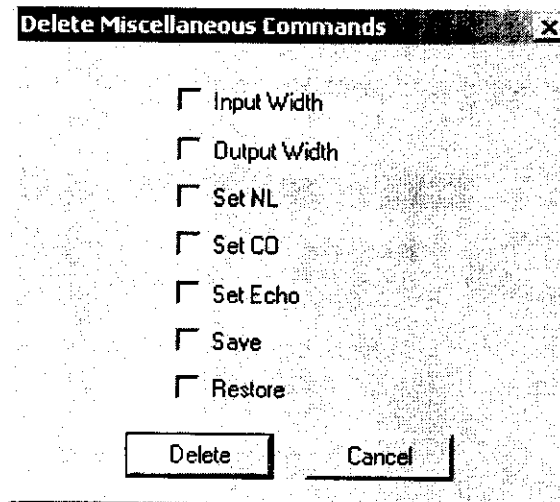 Delete Miscellaneous Commands
Input Width
Output Width
Set NL
Set CO
Set Echo
Save
Restore
Delete Cancel